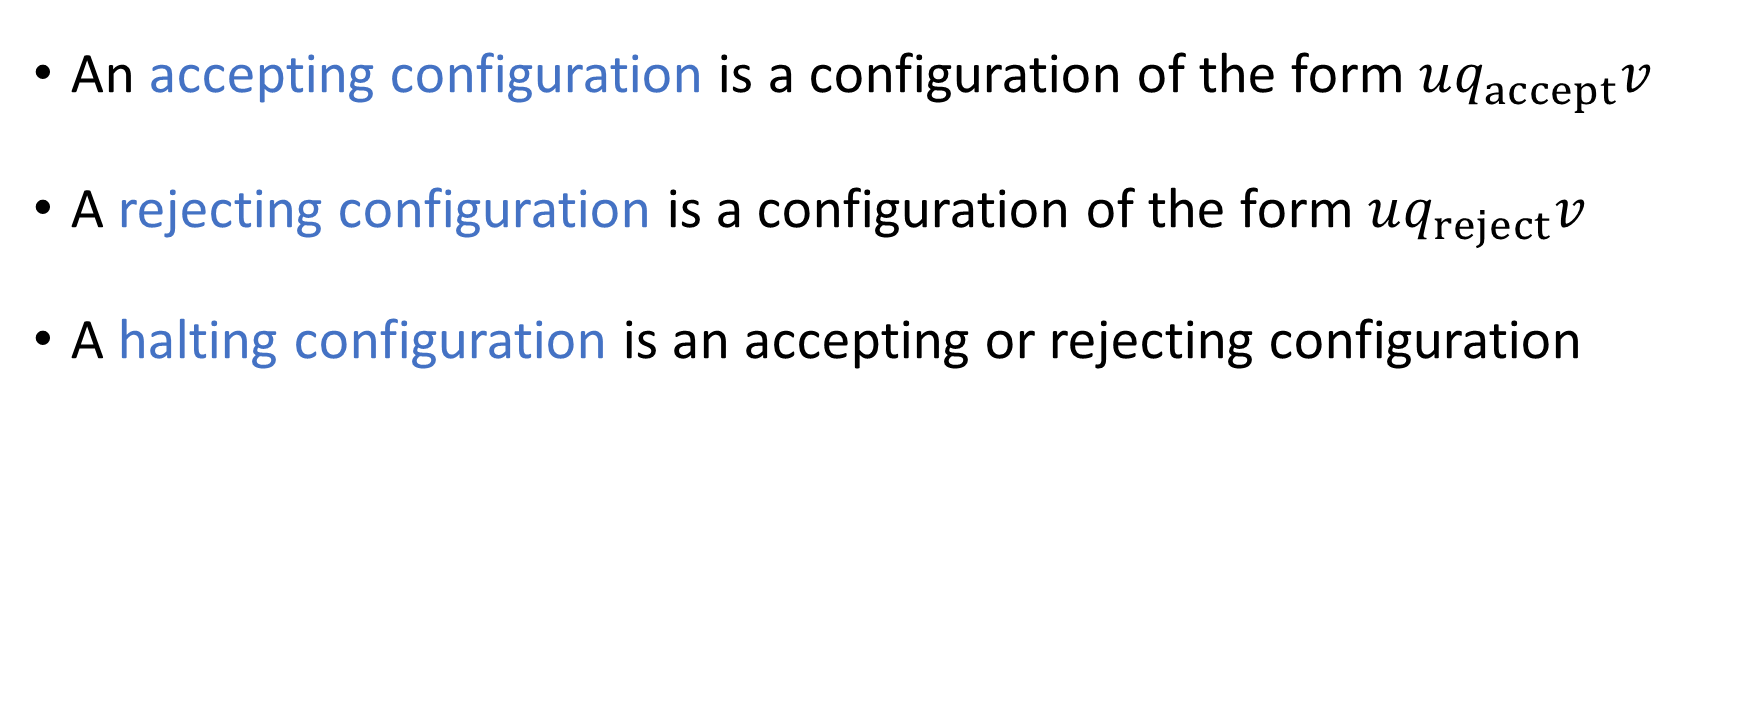 • An accepting configuration is a configuration of the form 𝑢𝑞_accept 𝑣
• A rejecting configuration is a configuration of the form 𝑢𝑞_reject 𝑣
• A halting configuration is an accepting or rejecting configuration